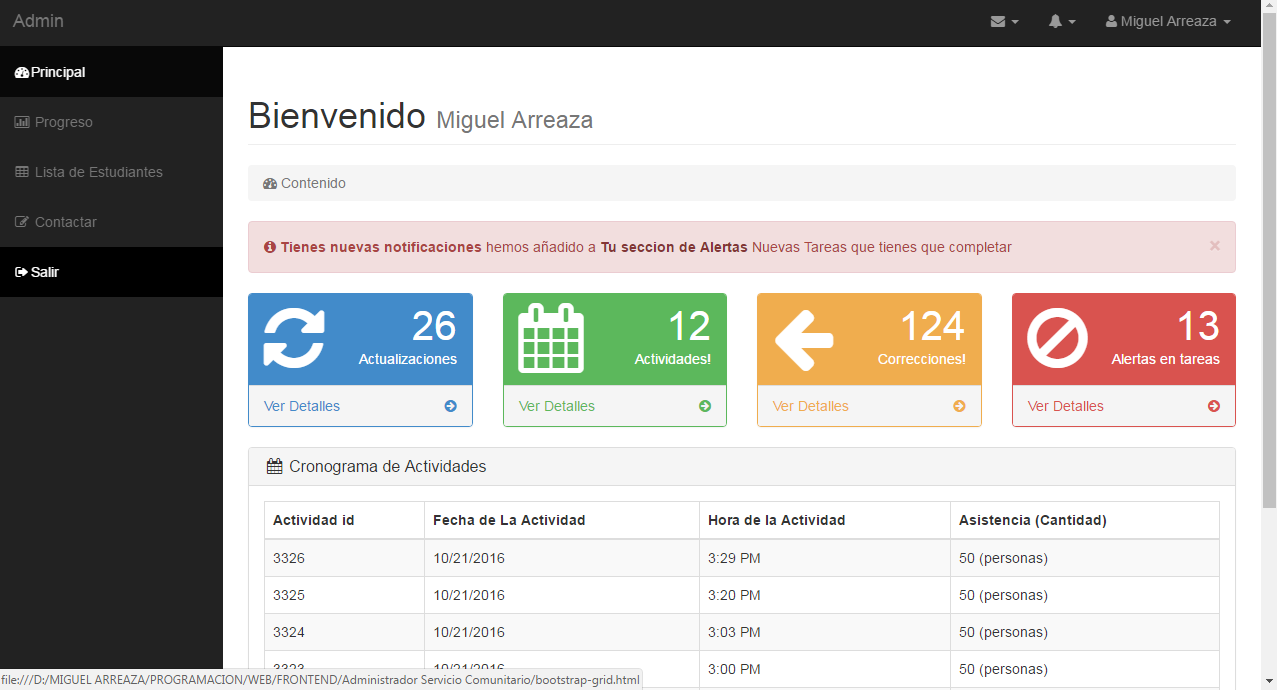 Admin
Miguel Arreaza
Principal
Progreso
Lista de Estudiantes
Contactar
Salir
Bienvenido Miguel Arreaza
Contenido
Tienes nuevas notificaciones hemos añadido a Tu seccion de Alertas Nuevas Tareas que tienes que completar ×
26
Actualizaciones
Ver Detalles
12
Actividades!
Ver Detalles
124
Correcciones!
Ver Detalles
13
Alertas en tareas
Ver Detalles
Cronograma de Actividades
Actividad id Fecha de La Actividad Hora de la Actividad Asistencia (Cantidad)
3326 10/21/2016 3:29 PM 50 (personas)
3325 10/21/2016 3:20 PM 50 (personas)
3324 10/21/2016 3:03 PM 50 (personas)
3323 10/21/2016 3:00 PM 50 (personas)
file:///D:/MIGUEL ARREAZA/PROGRAMACION/WEB/FRONTEND/Administrador Servicio Comunitario/bootstrap-grid.html